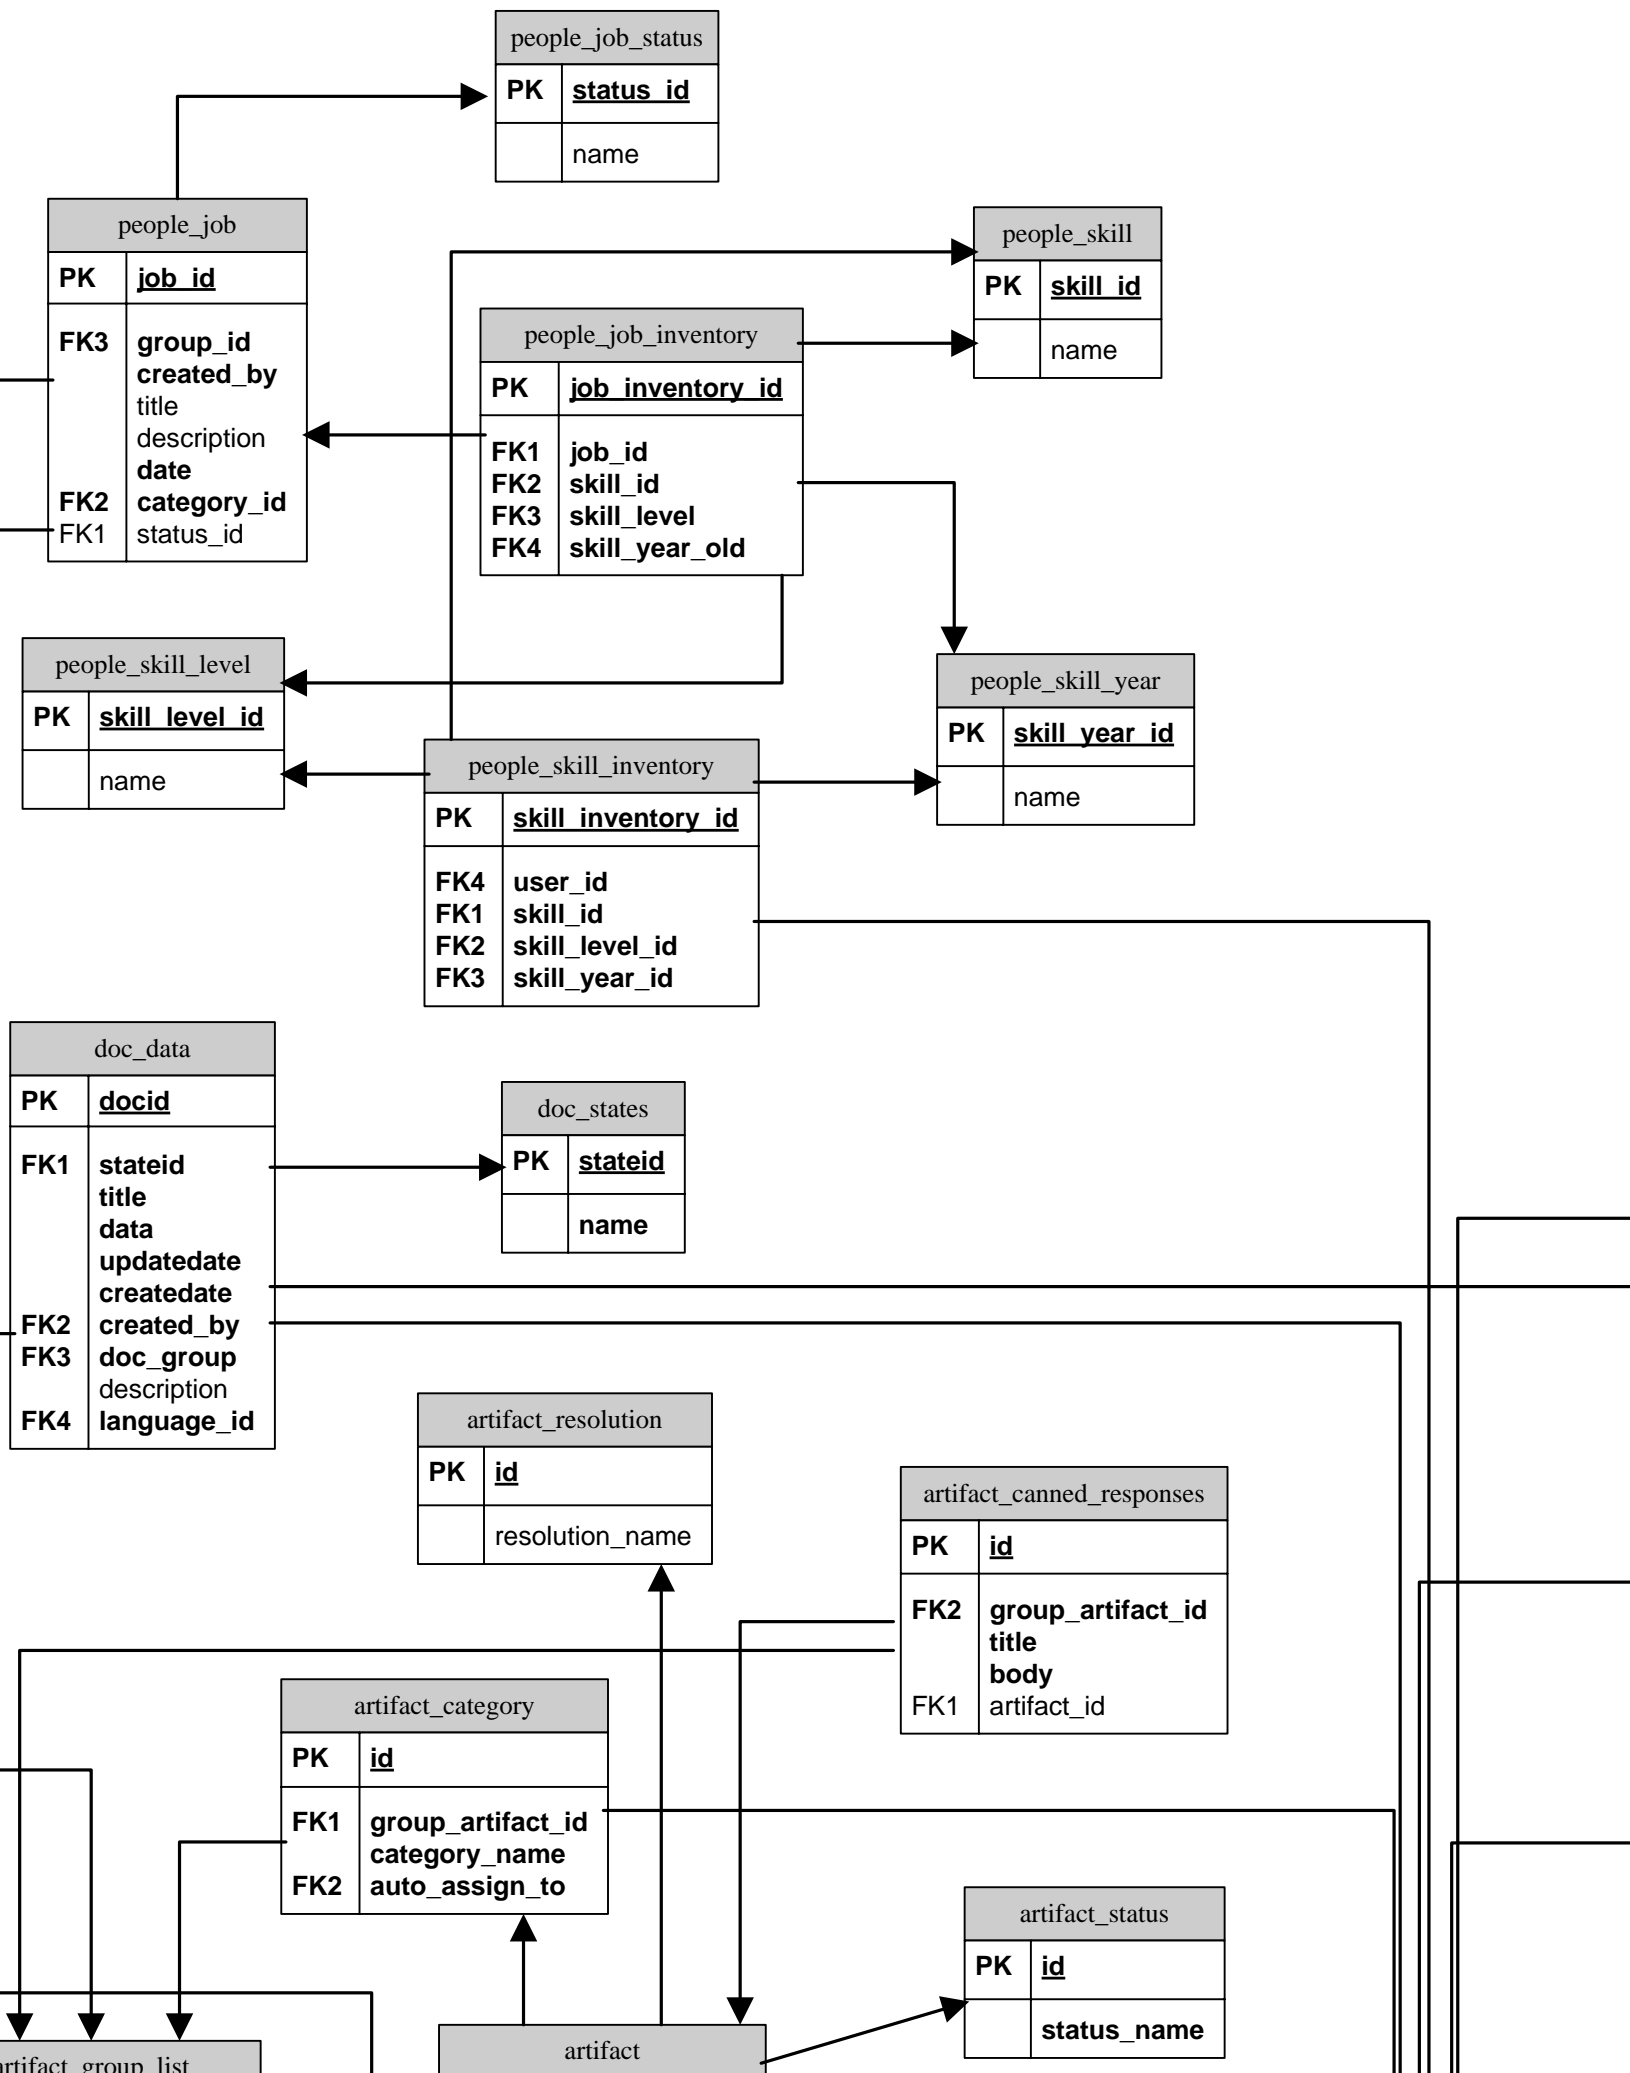 people_job_status
PK status_id
name
people_job
PK job_id
FK3 group_id
created_by
title
description
date
FK2 category_id
FK1 status_id
people_skill
PK skill_id
name
people_job_inventory
PK job_inventory_id
FK1 job_id
FK2 skill_id
FK3 skill_level
FK4 skill_year_old
people_skill_level
PK skill_level_id
name
people_skill_year
PK skill_year_id
name
people_skill_inventory
PK skill_inventory_id
FK4 user_id
FK1 skill_id
FK2 skill_level_id
FK3 skill_year_id
doc_data
PK docid
FK1 stateid
title
data
updatedate
createdate
FK2 created_by
FK3 doc_group
description
FK4 language_id
doc_states
PK stateid
name
artifact_resolution
PK id
resolution_name
artifact_canned_responses
PK id
FK2 group_artifact_id
title
body
FK1 artifact_id
artifact_category
PK id
FK1 group_artifact_id
category_name
FK2 auto_assign_to
artifact_status
PK id
status_name
artifact
artifact_group_list